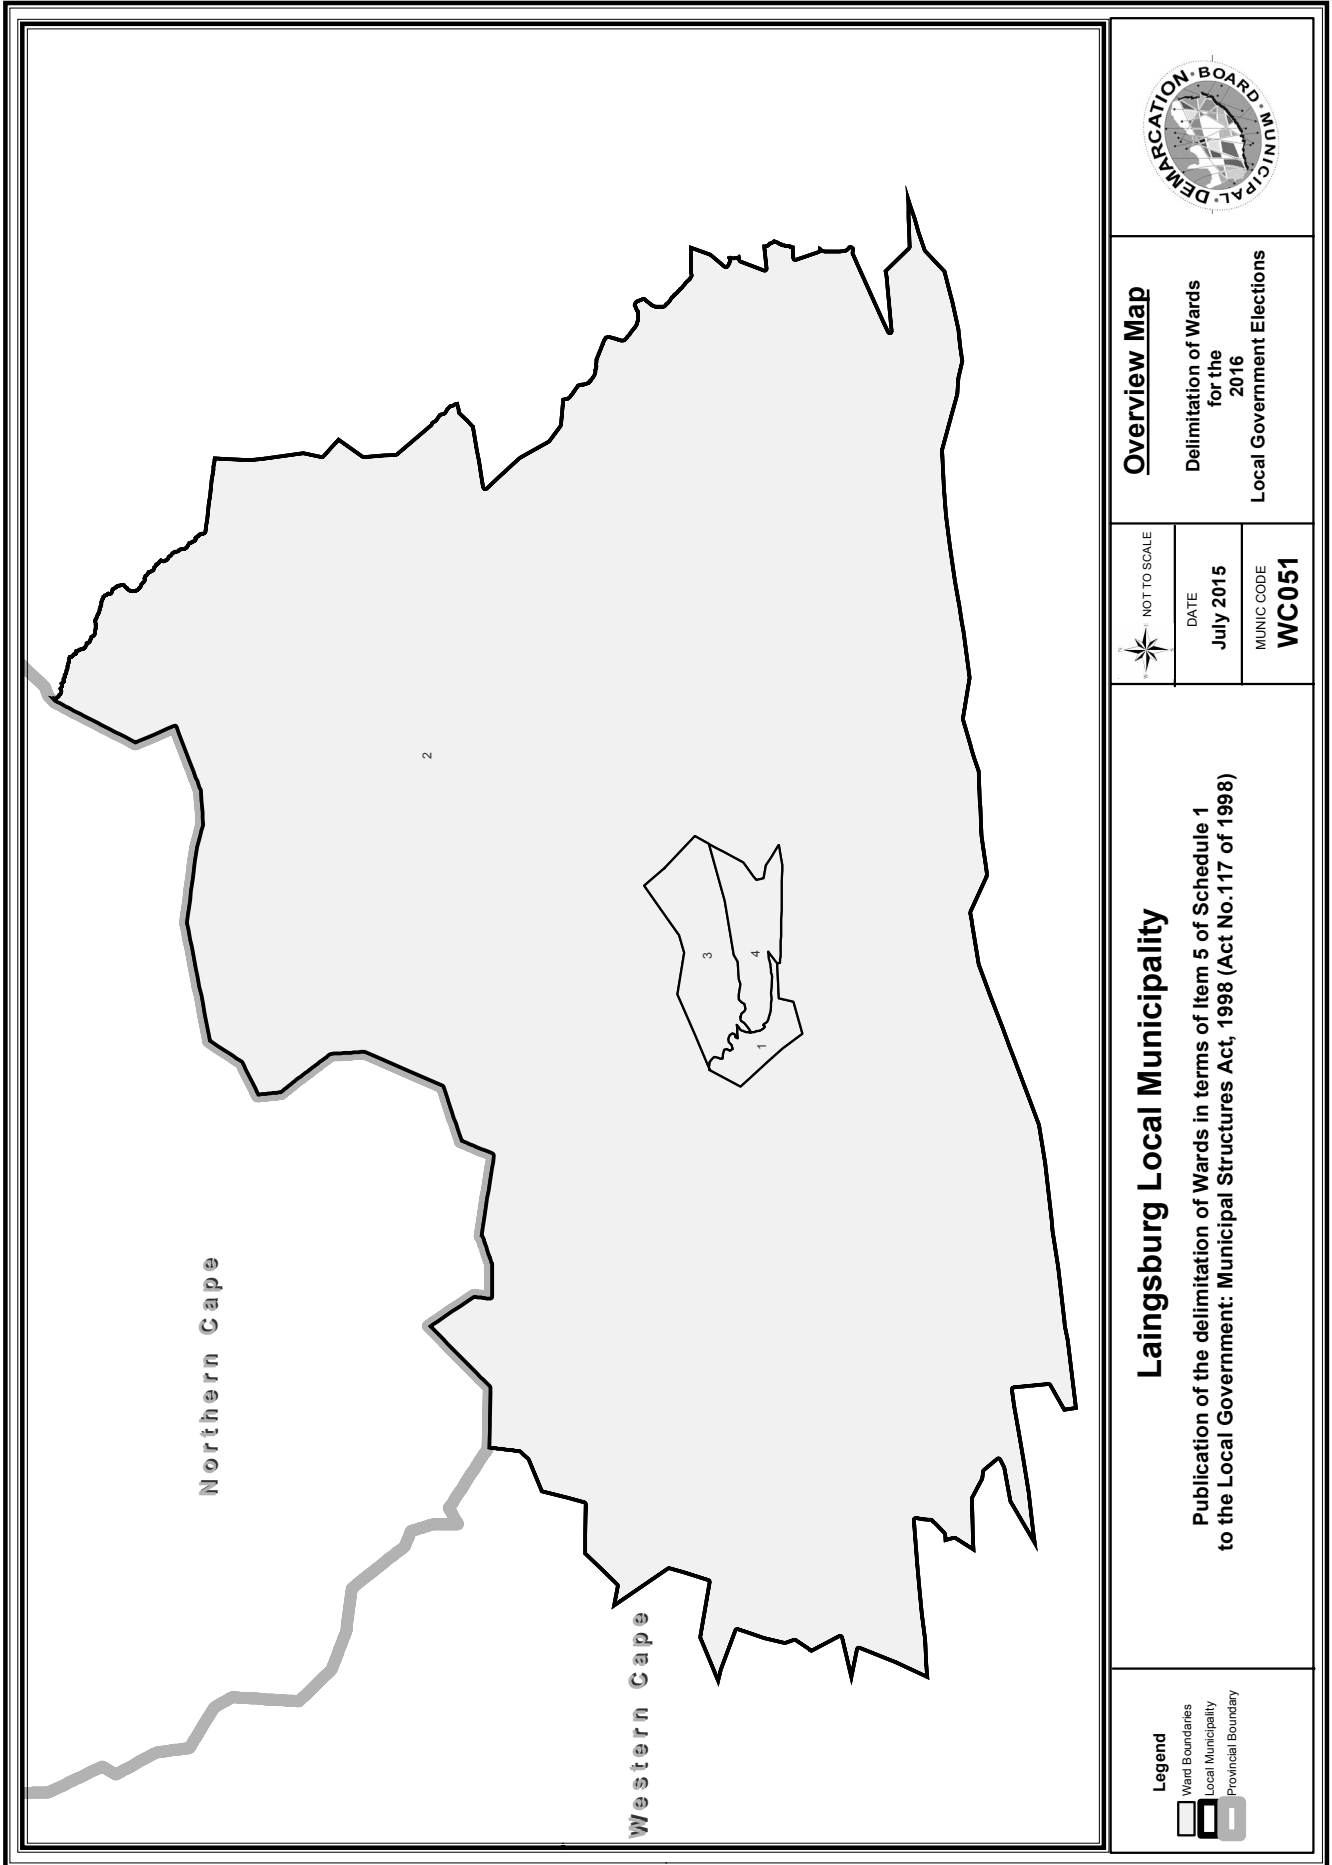 Northern Cape
Western Cape
2
3
4
1
Legend
Ward Boundaries
Local Municipality
Provincial Boundary
Laingsburg Local Municipality
Publication of the delimitation of Wards in terms of Item 5 of Schedule 1
to the Local Government: Municipal Structures Act, 1998 (Act No.117 of 1998)
N
W
E
S
NOT TO SCALE
DATE
July 2015
MUNIC CODE
WC051
Overview Map
Delimitation of Wards
for the
2016
Local Government Elections
MUNICIPAL • DEMARCATION • BOARD •